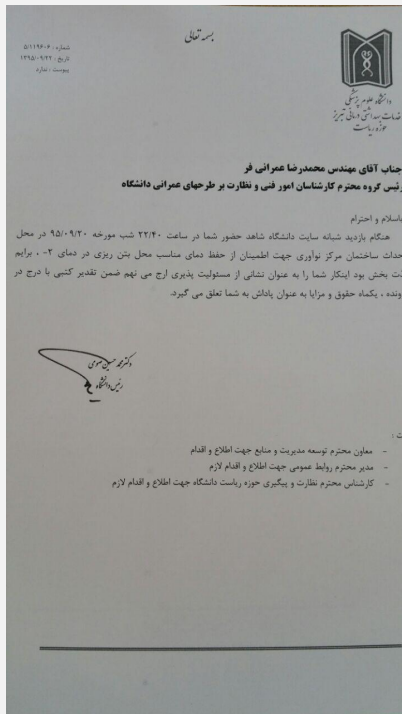 بسمه تعالی
شماره : ۵/۱۱۹۶۰۶
تاریخ : ۱۳۹۵/۰۹/۲۲
پیوست : ندارد
دانشگاه علوم پزشکی
خدمات بهداشتی درمانی تبریز
حوزه ریاست
جناب آقای مهندس محمدرضا عمرانی فر
رئیس گروه محترم کارشناسان امور فنی و نظارت بر طرحهای عمرانی دانشگاه
باسلام و احترام
هنگام بازدید شبانه سایت دانشگاه شاهد حضور شما در ساعت ۲۲/۴۰ شب مورخه ۹۵/۰۹/۲۰ در محل
احداث ساختمان مرکز نوآوری جهت اطمینان از حفظ دمای مناسب محل بتن ریزی در دمای ۲- ، برایم
لذت بخش بود اینکار شما را به عنوان نشانی از مسئولیت پذیری ارج می نهم ضمن تقدیر کتبی با درج در
پرونده ، یکماه حقوق و مزایا به عنوان پاداش به شما تعلق می گیرد.
دکتر محمد حسین صومی
رئیس دانشگاه
ت :
- معاون محترم توسعه مدیریت و منابع جهت اطلاع و اقدام
- مدیر محترم روابط عمومی جهت اطلاع و اقدام لازم
- کارشناس محترم نظارت و پیگیری حوزه ریاست دانشگاه جهت اطلاع و اقدام لازم